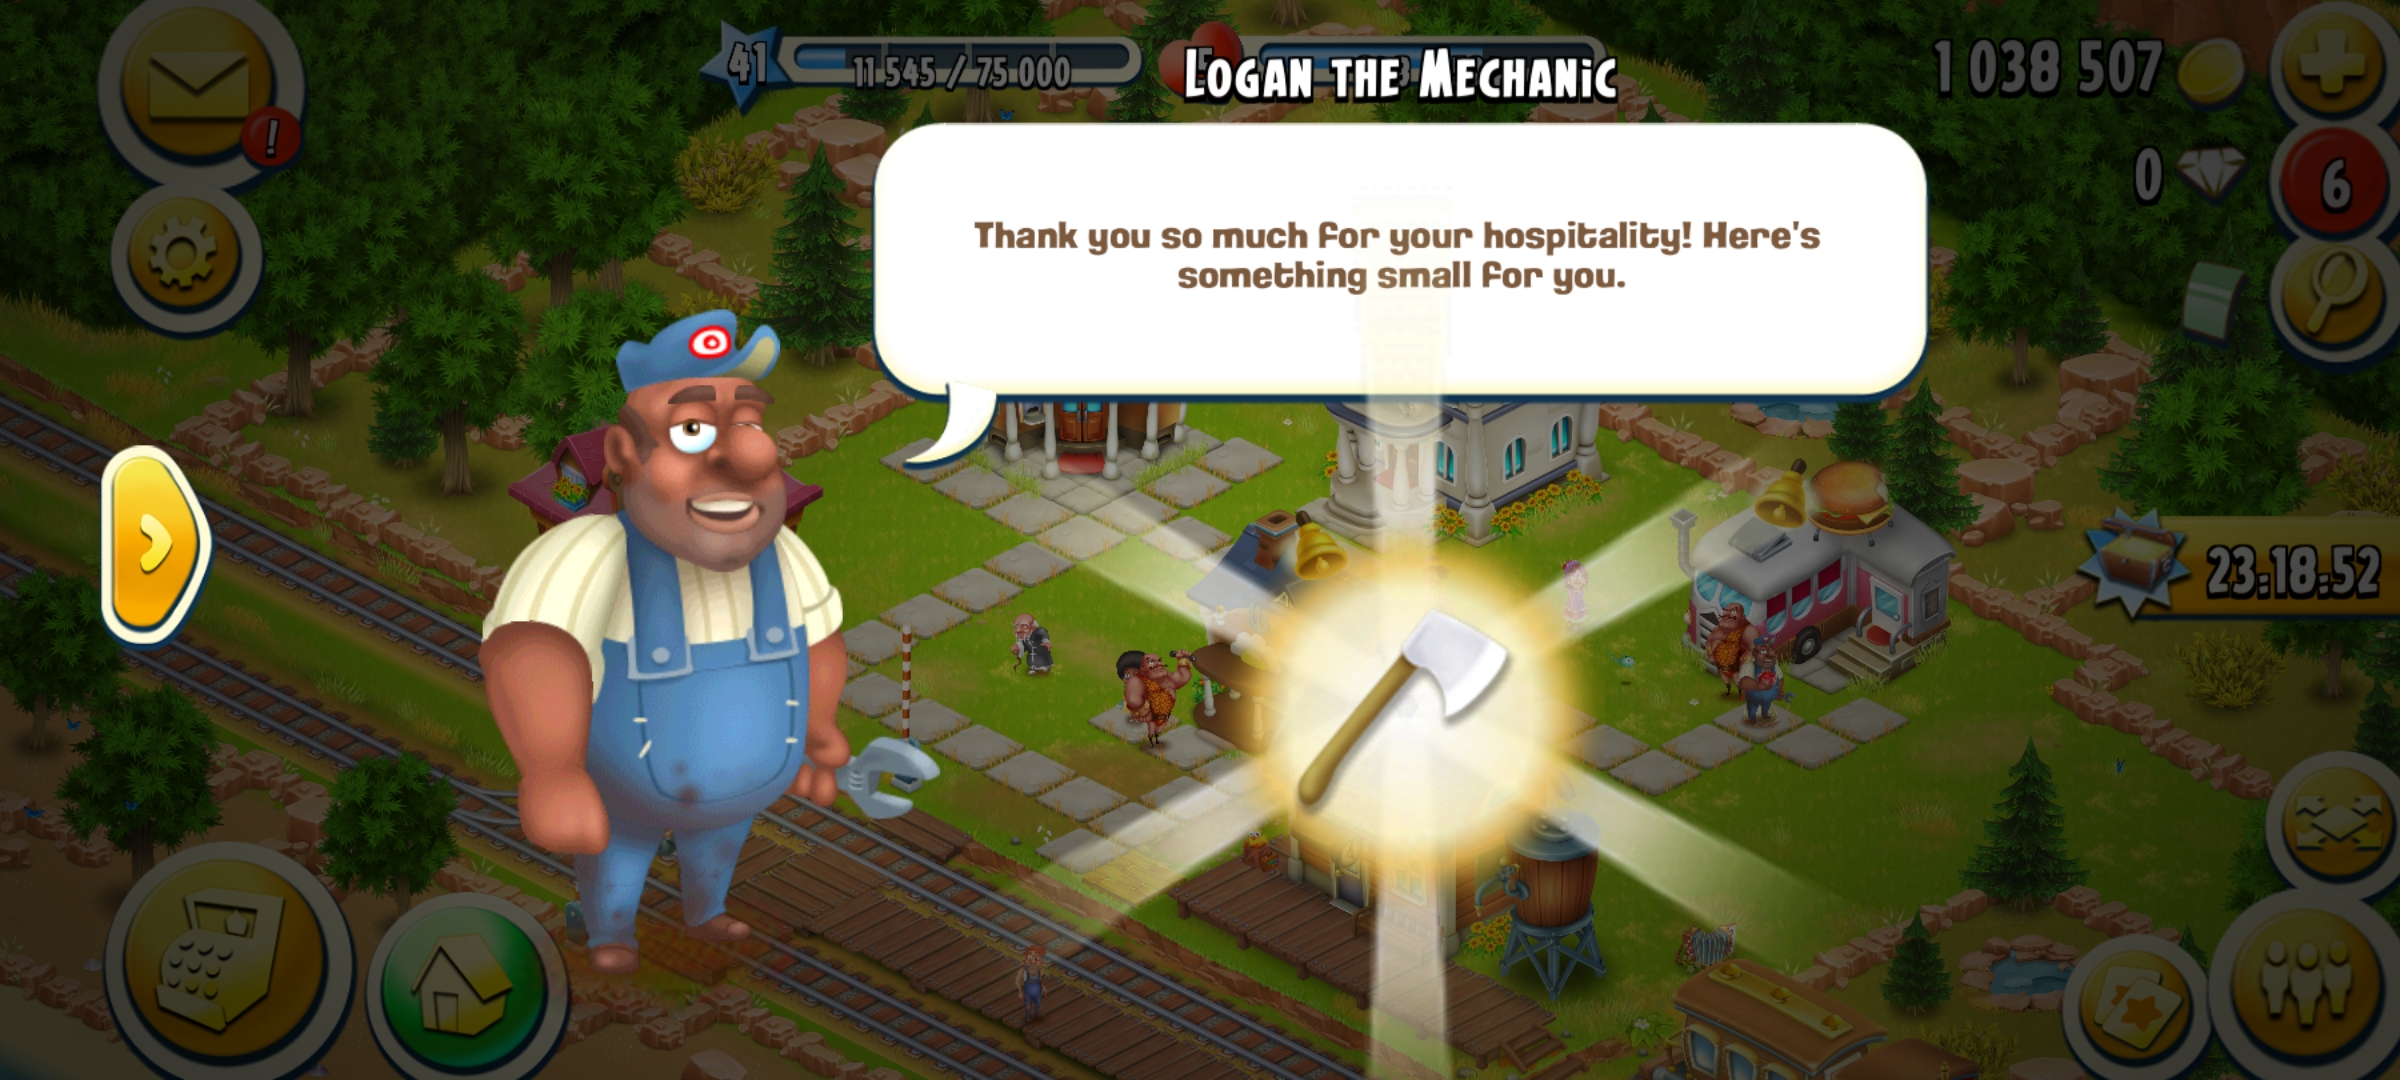 41
11 545 / 75 000
Logan the Mechanic
1 038 507
!
0
6
Thank you so much for your hospitality! Here's
something small for you.
23:18:52